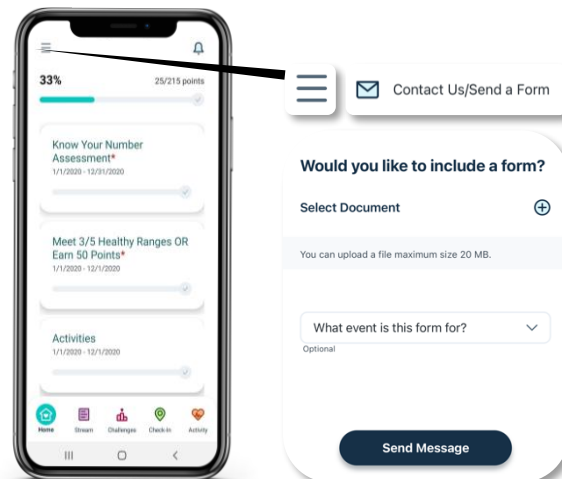 33%
25/215 points
Know Your Number
Assessment*
1/1/2020 - 12/31/2020
Meet 3/5 Healthy Ranges OR
Earn 50 Points*
1/1/2020 - 12/1/2020
Activities
1/1/2020 - 12/1/2020
Home Stream Challenges Check-in Activity
Contact Us/Send a Form
Would you like to include a form?
Select Document
You can upload a file maximum size 20 MB.
What event is this form for?
Optional
Send Message